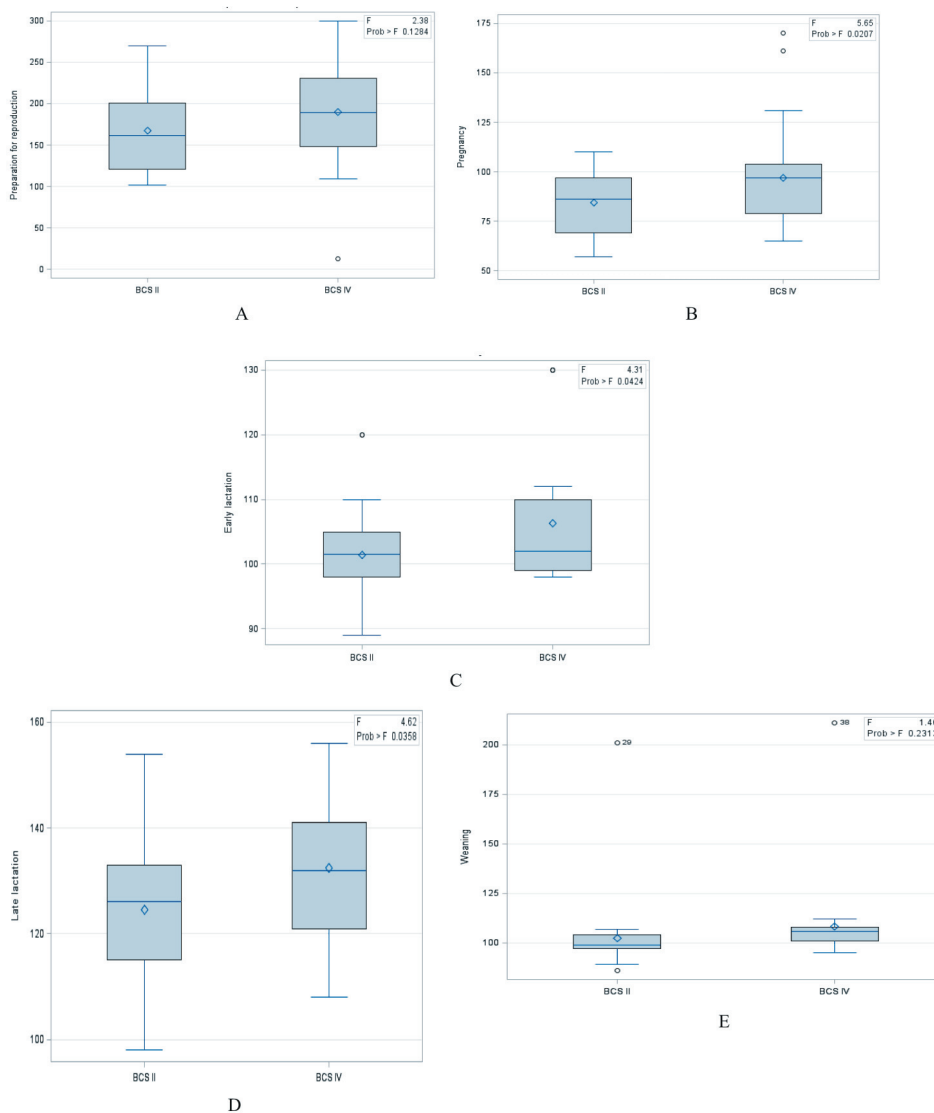 F 2.38
Prob > F 0.1284
300
250
200
150
100
50
0
Preparation for reproduction
BCS II
BCS IV
A
F 5.65
Prob > F 0.0207
175
150
125
100
75
50
Pregnancy
BCS II
BCS IV
B
F 4.31
Prob > F 0.0424
130
120
110
100
90
Early lactation
BCS II
BCS IV
C
F 4.62
Prob > F 0.0358
160
140
120
100
Late lactation
BCS II
BCS IV
D
F 1.46
Prob > F 0.2313
29
38
200
175
150
125
100
Weaning
BCS II
BCS IV
E